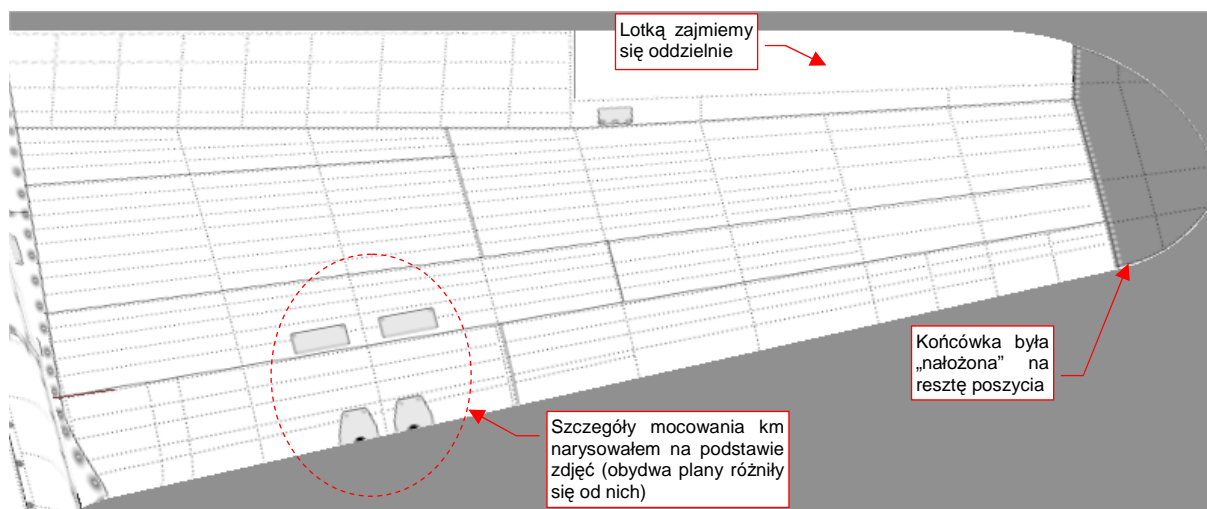 Lotką zajmiemy
się oddzielnie
Końcówka była
„nałożona” na
resztę poszycia
Szczegóły mocowania km
narysowałem na podstawie
zdjęć (obydwa plany różniły
się od nich)